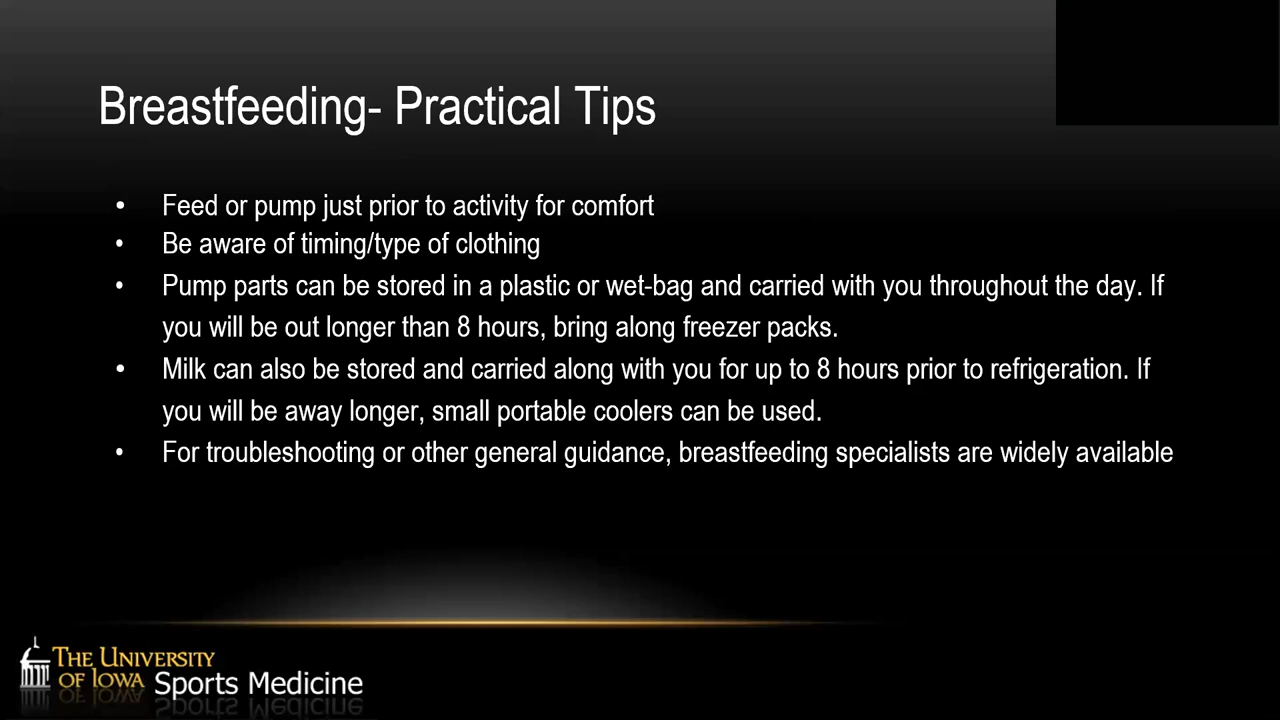 Breastfeeding- Practical Tips
• Feed or pump just prior to activity for comfort
• Be aware of timing/type of clothing
• Pump parts can be stored in a plastic or wet-bag and carried with you throughout the day. If
you will be out longer than 8 hours, bring along freezer packs.
• Milk can also be stored and carried along with you for up to 8 hours prior to refrigeration. If
you will be away longer, small portable coolers can be used.
• For troubleshooting or other general guidance, breastfeeding specialists are widely available
THE UNIVERSITY
OF IOWA Sports Medicine